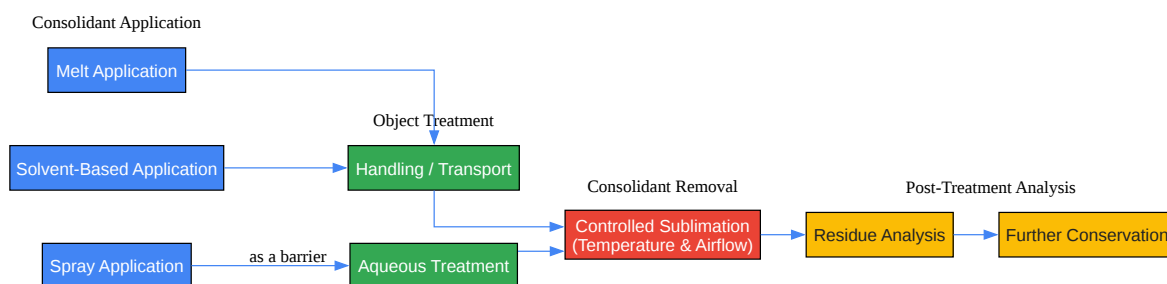 Consolidant Application
Melt Application
Object Treatment
Solvent-Based Application
Handling / Transport
Consolidant Removal
Post-Treatment Analysis
Controlled Sublimation
(Temperature & Airflow)
Residue Analysis
Further Conservation
Spray Application
as a barrier
Aqueous Treatment